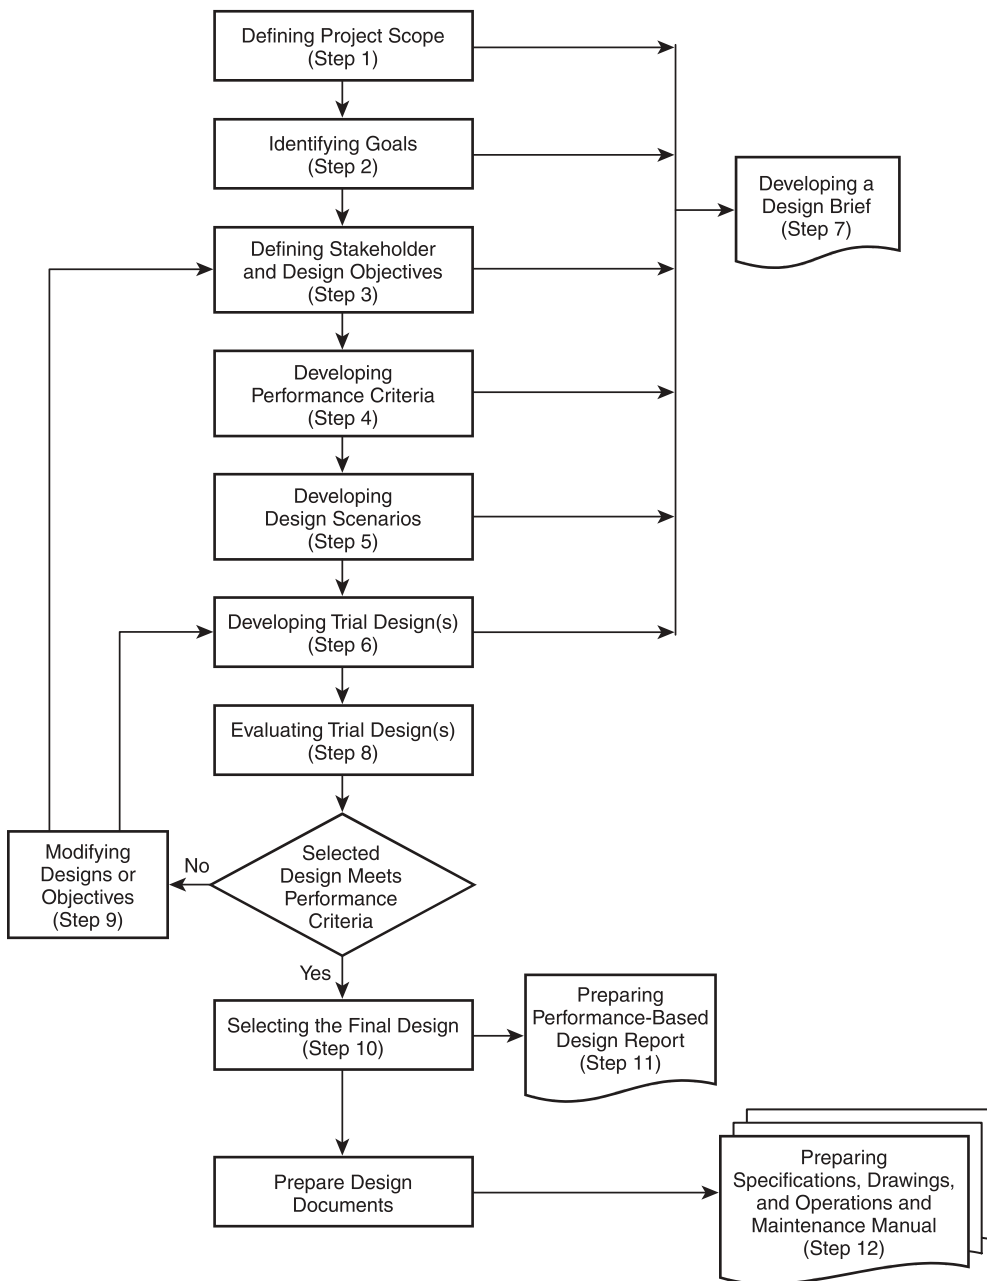 Defining Project Scope
(Step 1)
Identifying Goals
(Step 2)
Developing a
Design Brief
(Step 7)
Defining Stakeholder
and Design Objectives
(Step 3)
Developing
Performance Criteria
(Step 4)
Developing
Design Scenarios
(Step 5)
Developing Trial Design(s)
(Step 6)
Evaluating Trial Design(s)
(Step 8)
Modifying
Designs or
Objectives
(Step 9)
No
Selected
Design Meets
Performance
Criteria
Yes
Selecting the Final Design
(Step 10)
Preparing
Performance-Based
Design Report
(Step 11)
Prepare Design
Documents
Preparing
Specifications, Drawings,
and Operations and
Maintenance Manual
(Step 12)